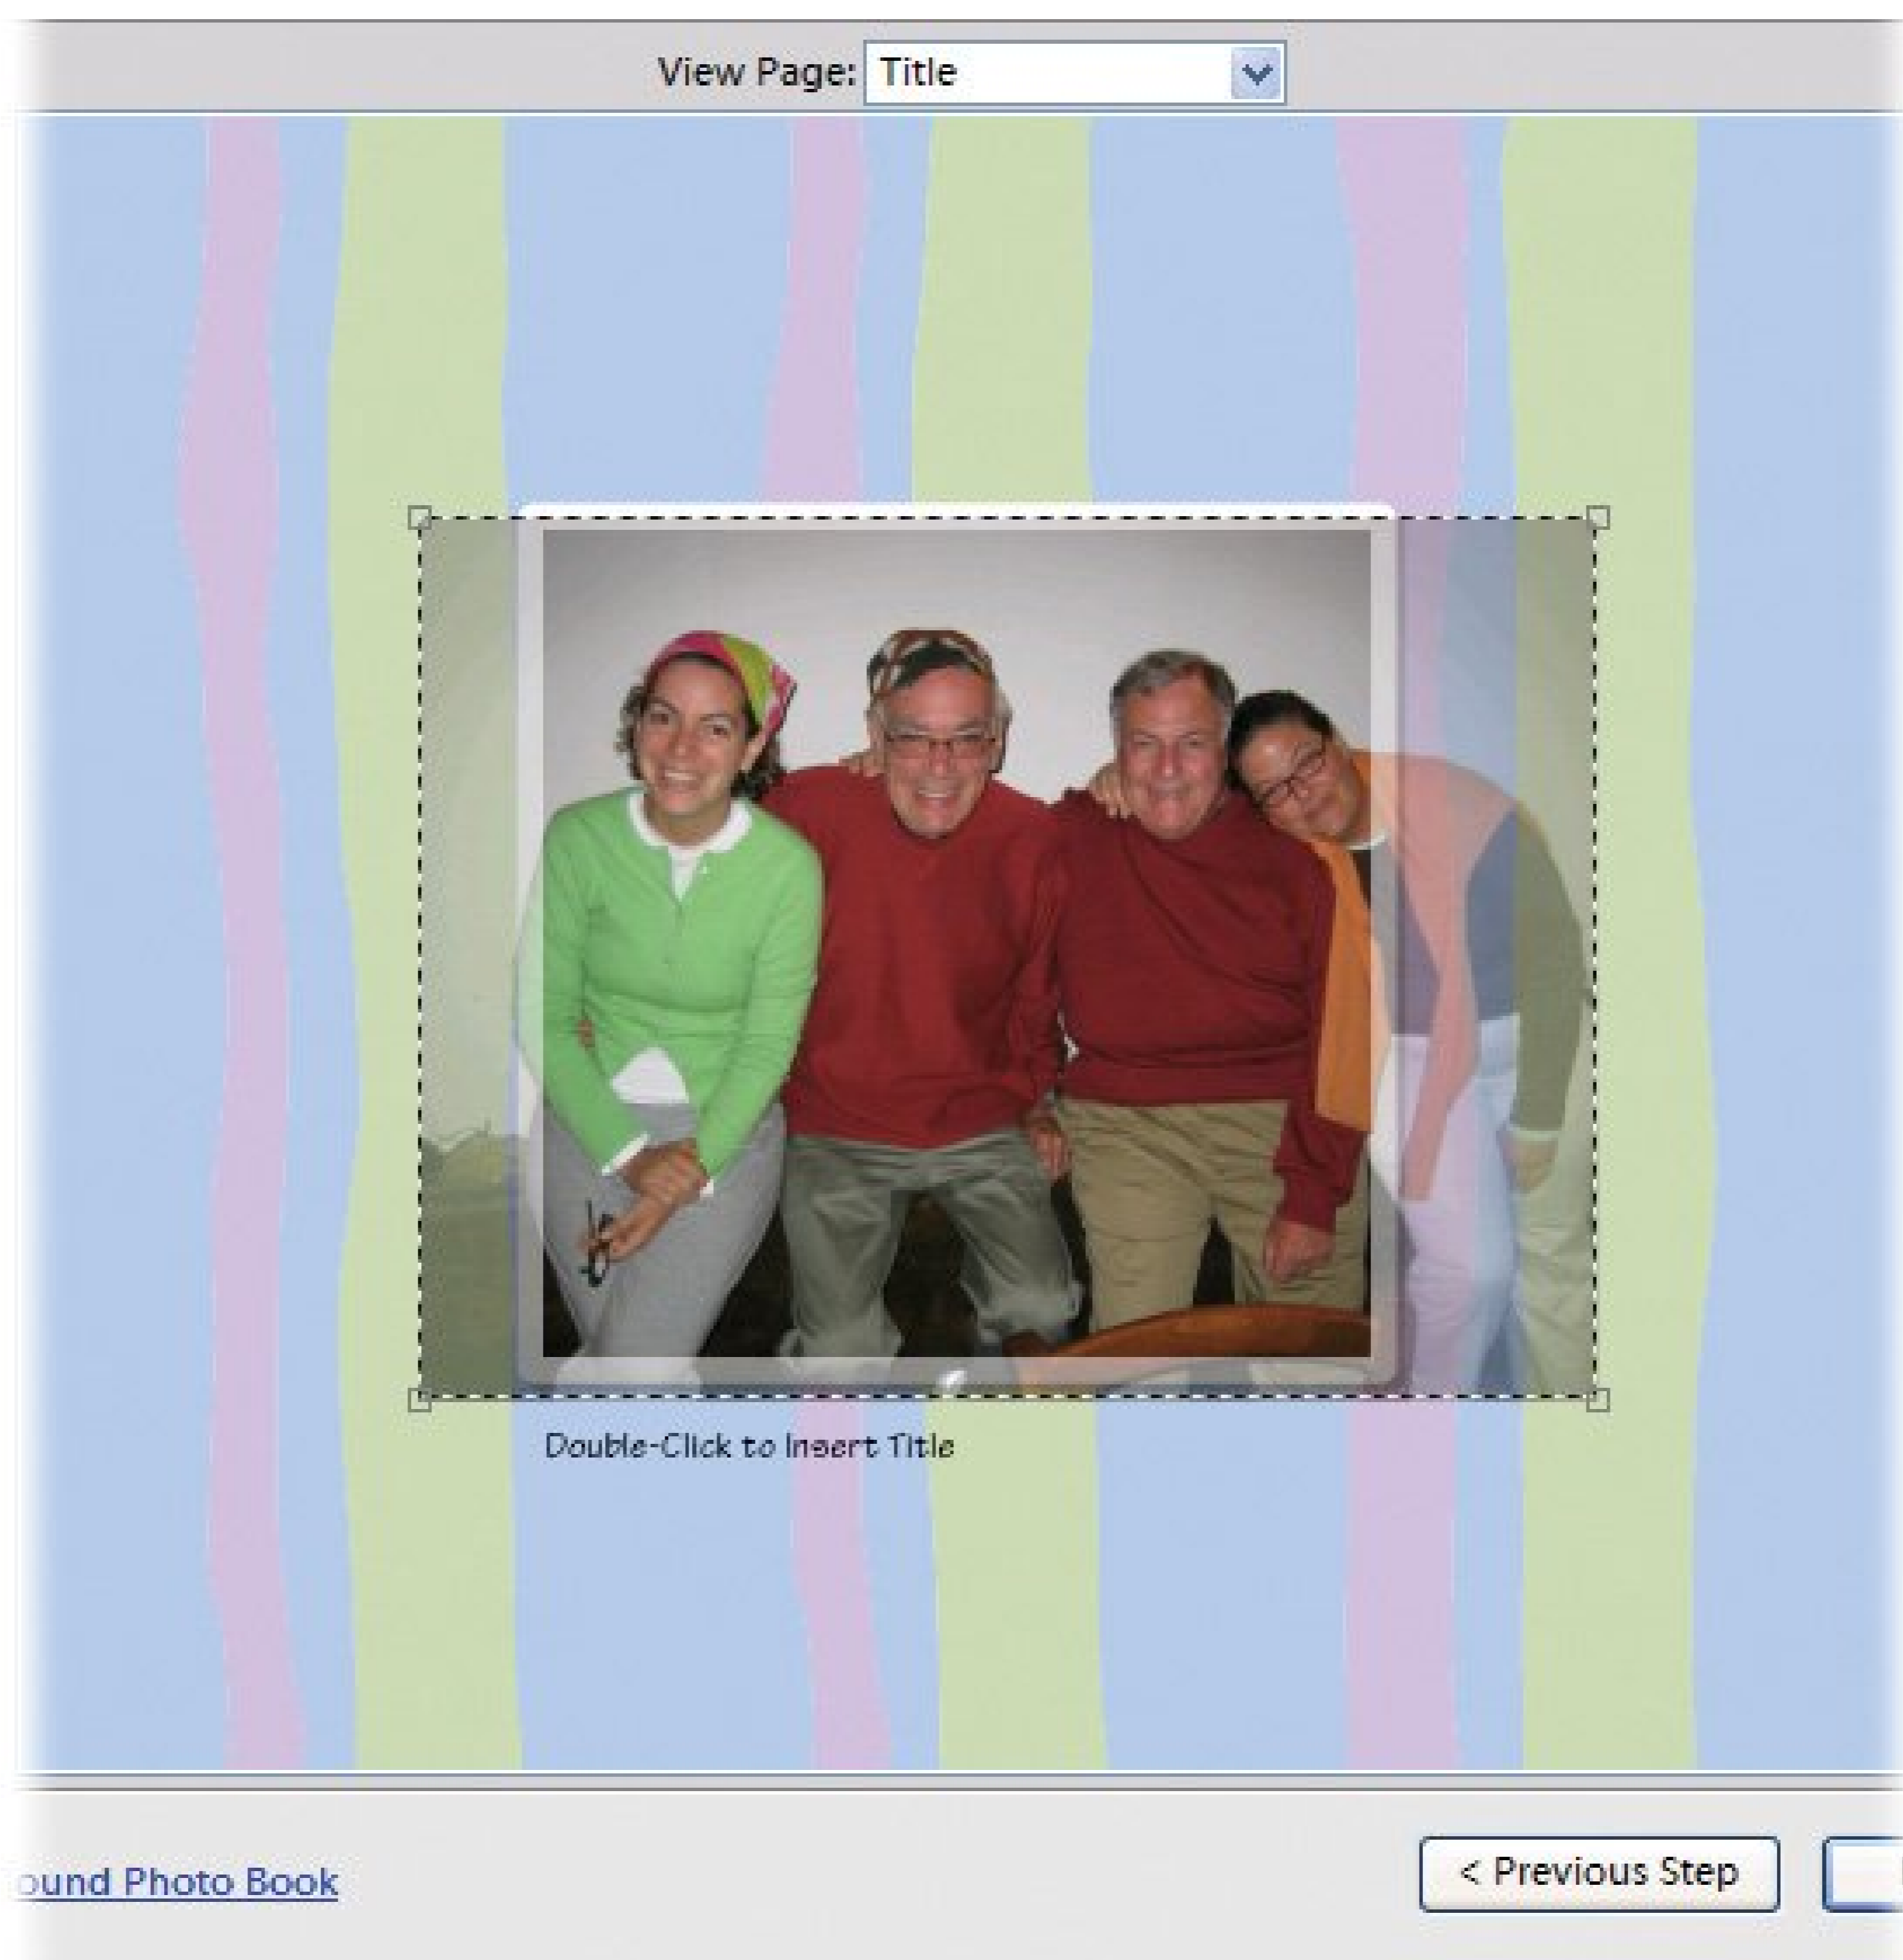 View Page: Title
Double-Click to Insert Title
ound Photo Book
< Previous Step